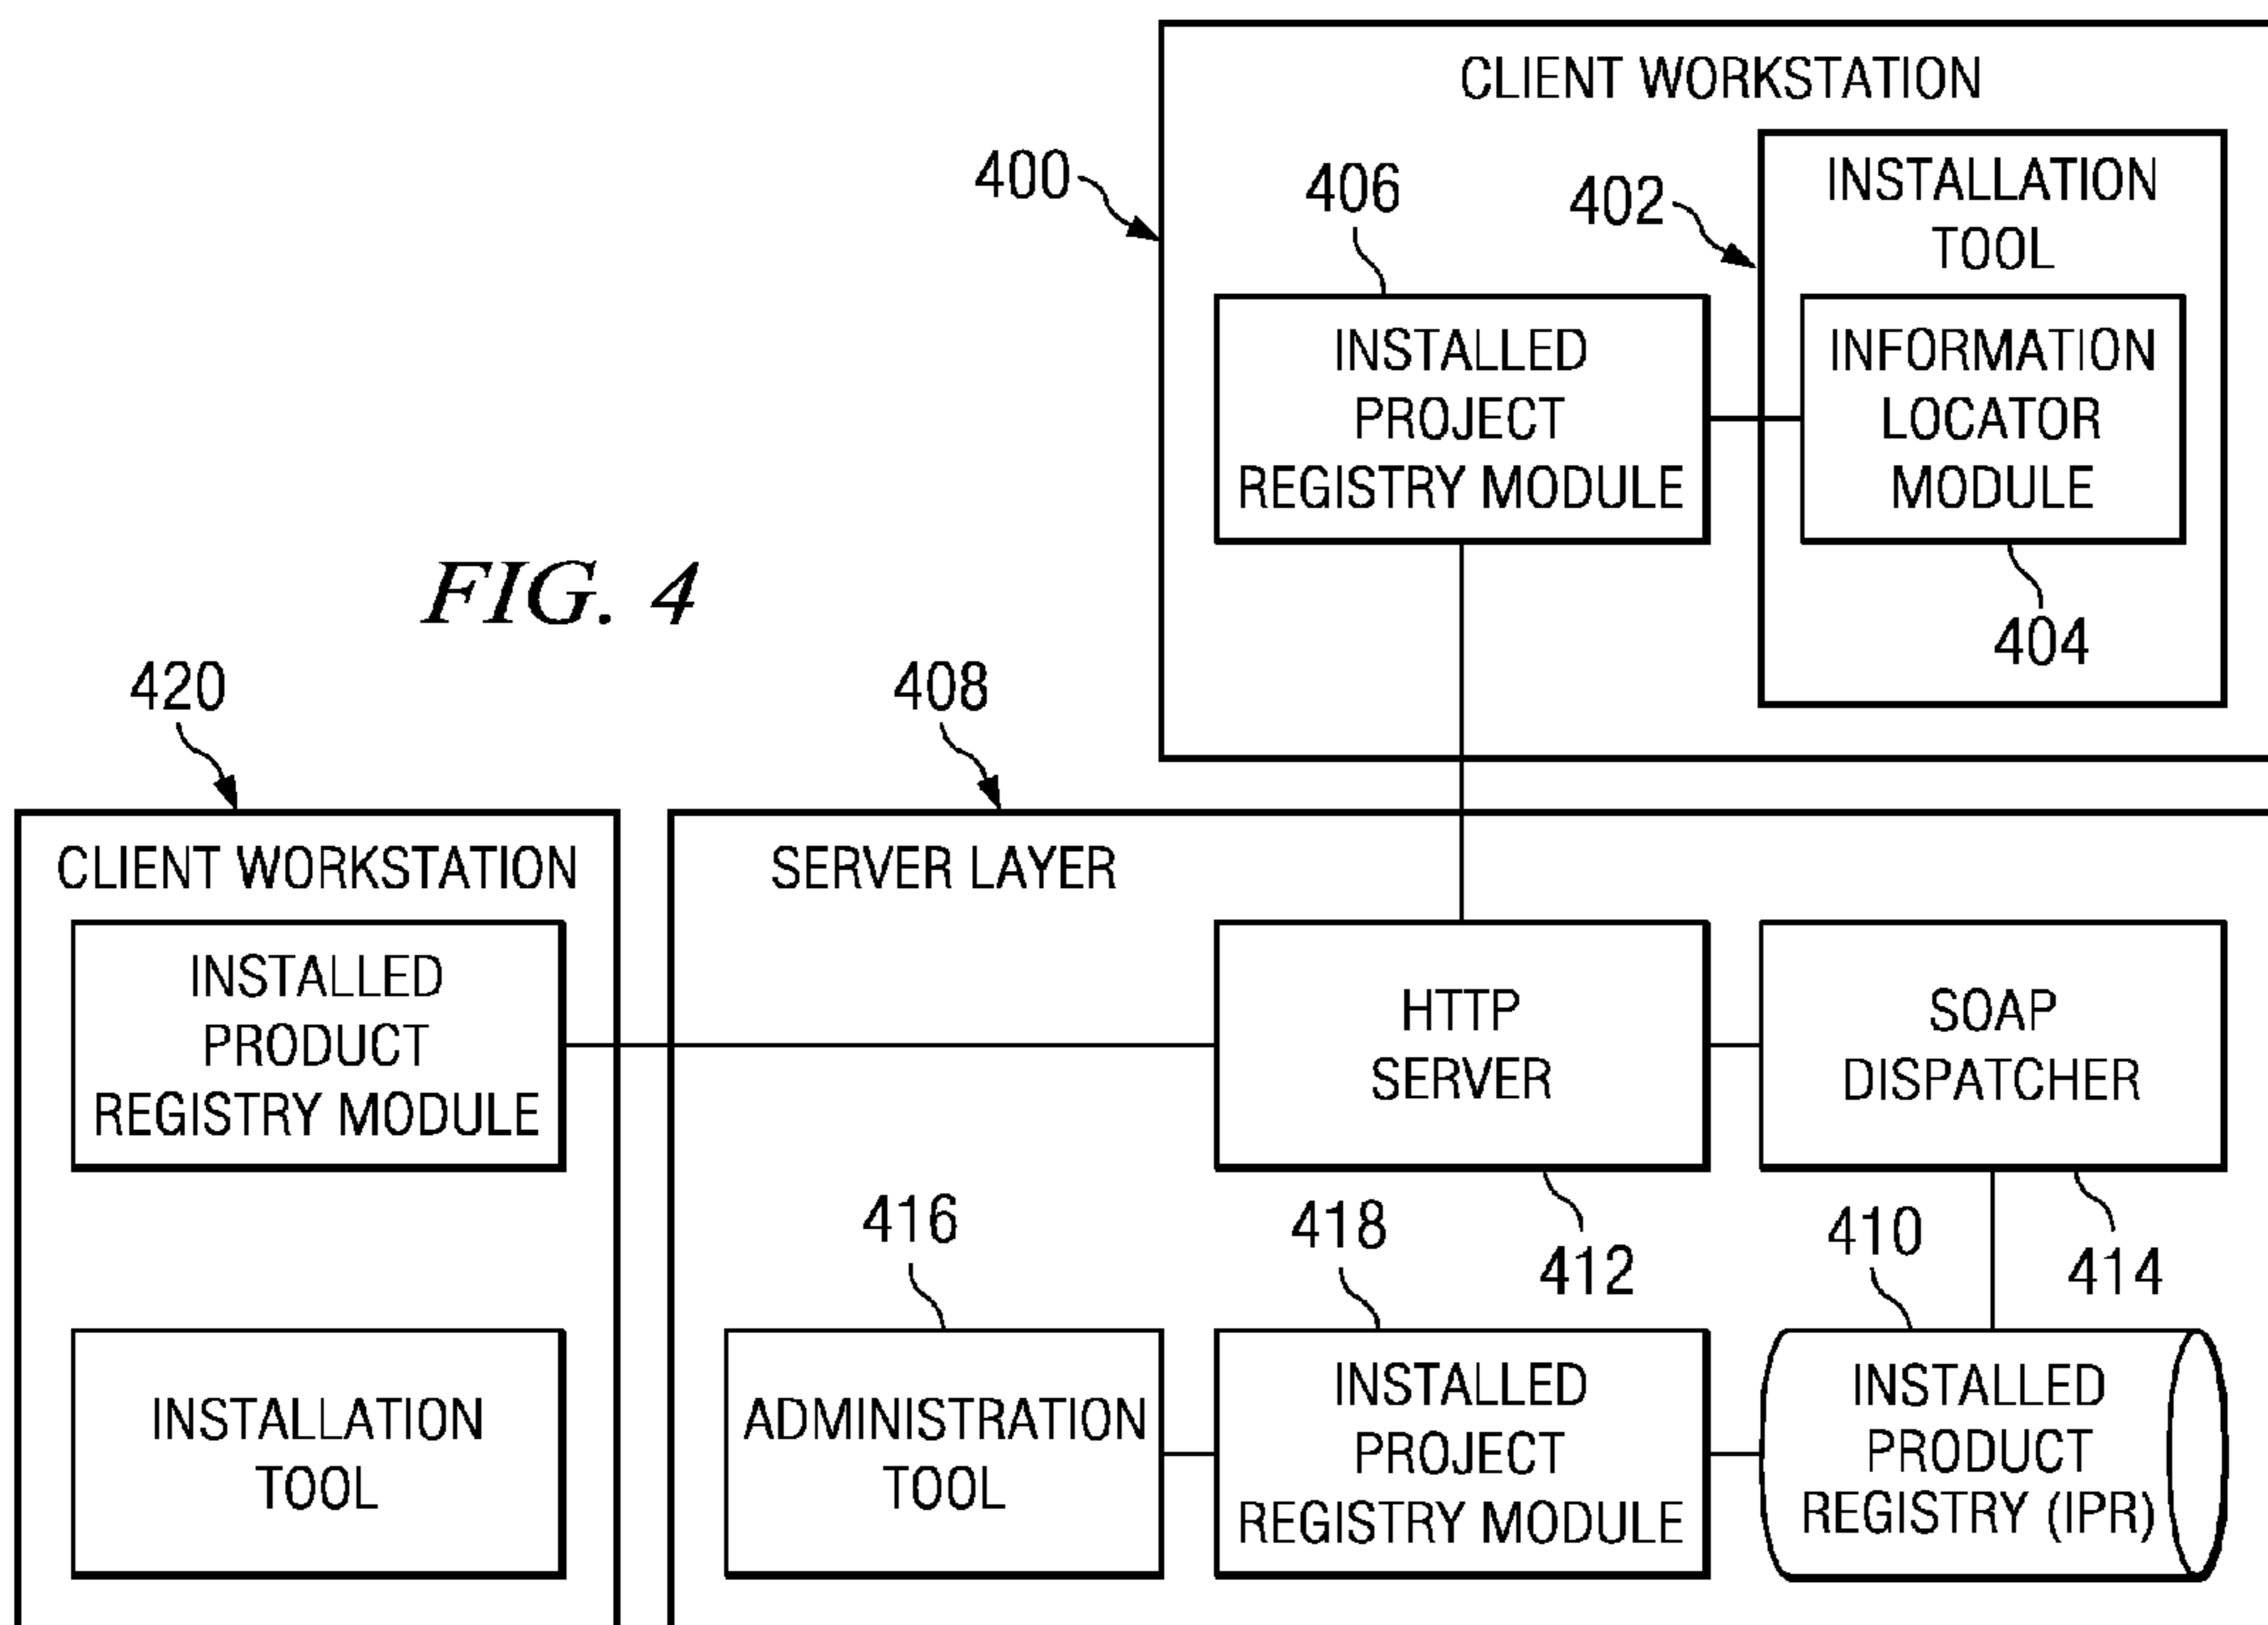 CLIENT WORKSTATION
400
406
402
INSTALLATION
TOOL
INSTALLED
PROJECT
REGISTRY MODULE
INFORMATION
LOCATOR
MODULE
404
FIG. 4
420
408
CLIENT WORKSTATION
INSTALLED
PRODUCT
REGISTRY MODULE
INSTALLATION
TOOL
SERVER LAYER
HTTP
SERVER
412
SOAP
DISPATCHER
414
416
ADMINISTRATION
TOOL
418
INSTALLED
PROJECT
REGISTRY MODULE
410
INSTALLED
PRODUCT
REGISTRY (IPR)